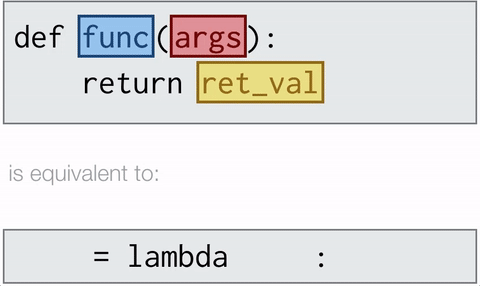 def func(args):
return ret_val
is equivalent to:
= lambda :